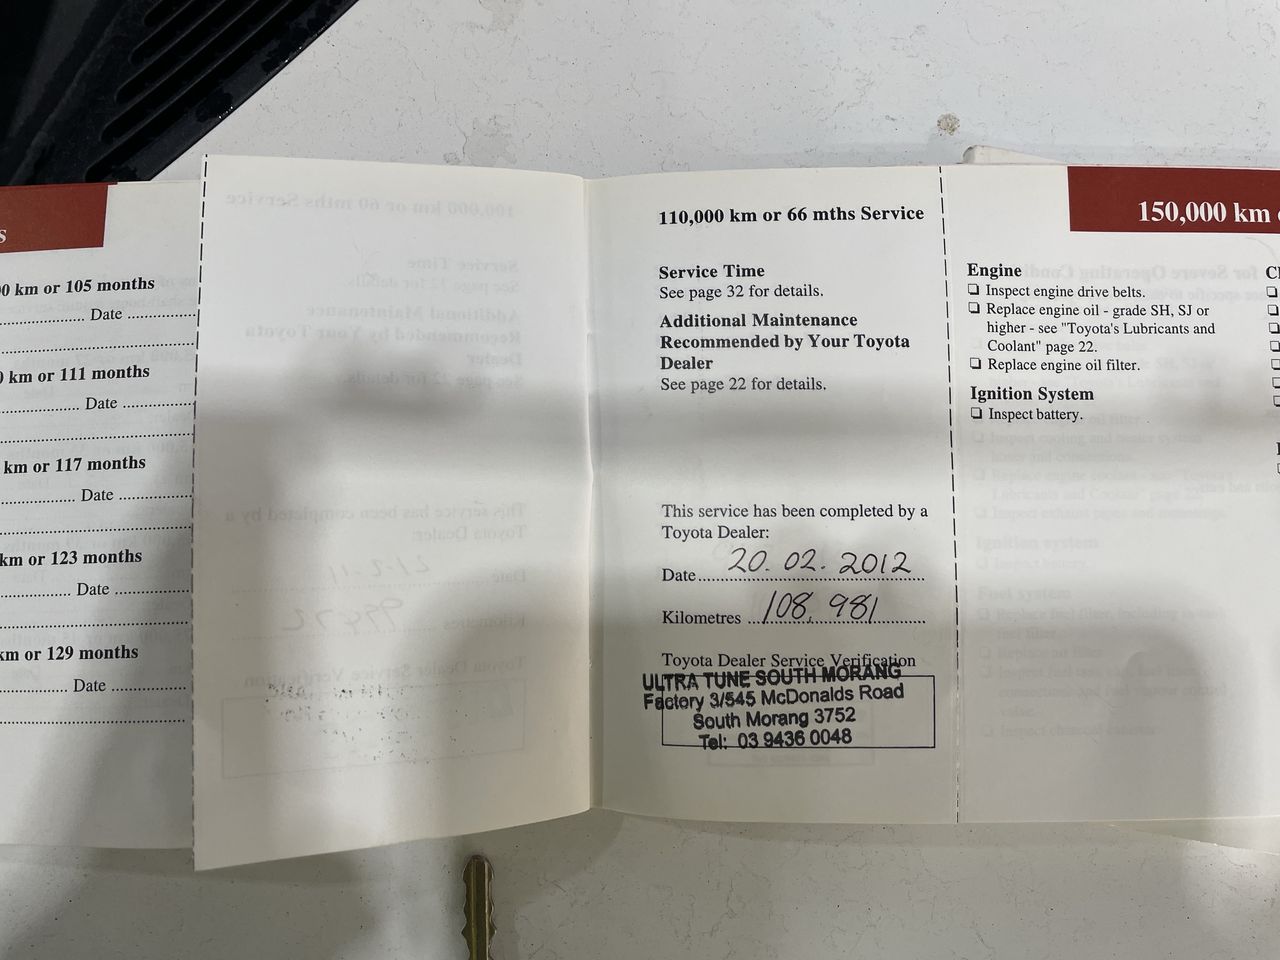 s
0 km or 105 months
Date
0 km or 111 months
Date
km or 117 months
Date
km or 123 months
Date
km or 129 months
Date
110,000 km or 66 mths Service
Service Time
See page 32 for details.
Additional Maintenance
Recommended by Your Toyota
Dealer
See page 22 for details.
This service has been completed by a
Toyota Dealer:
Date 20.02.2012
Kilometres 108,981
Toyota Dealer Service Verification
ULTRA TUNE SOUTH MORANG
Factory 3/545 McDonalds Road
South Morang 3752
Tel: 03 9436 0048
150,000 km
Engine
❏ Inspect engine drive belts.
❏ Replace engine oil - grade SH, SJ or
higher - see "Toyota's Lubricants and
Coolant" page 22.
❏ Replace engine oil filter.
Ignition System
❏ Inspect battery.